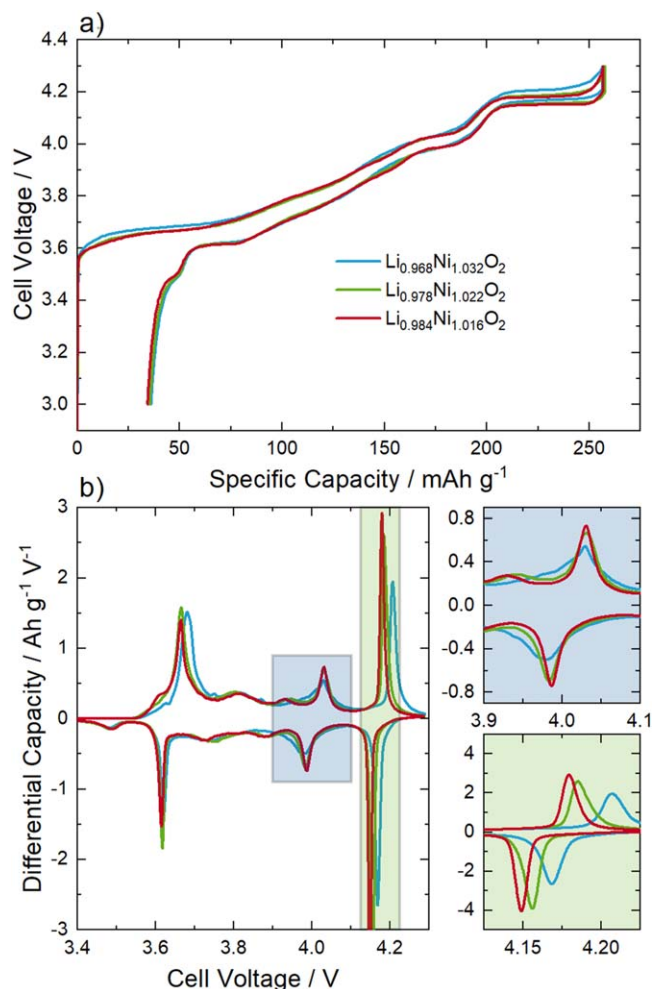 a)
4.4
4.2
4.0
3.8
3.6
3.4
3.2
3.0
Cell Voltage / V
Li₀.₉₆₈Ni₁.₀₃₂O₂
Li₀.₉₇₈Ni₁.₀₂₂O₂
Li₀.₉₈₄Ni₁.₀₁₆O₂
0 50 100 150 200 250
Specific Capacity / mAh g⁻¹
b)
3
2
1
0
-1
-2
-3
Differential Capacity / Ah g⁻¹ V⁻¹
3.4 3.6 3.8 4.0 4.2
Cell Voltage / V
0.8
0.4
0.0
-0.4
-0.8
3.9 4.0 4.1
4
2
0
-2
-4
4.15 4.20